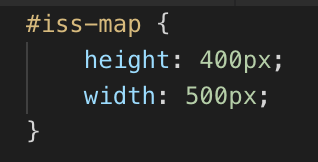 #iss-map {
    height: 400px;
    width: 500px;
}